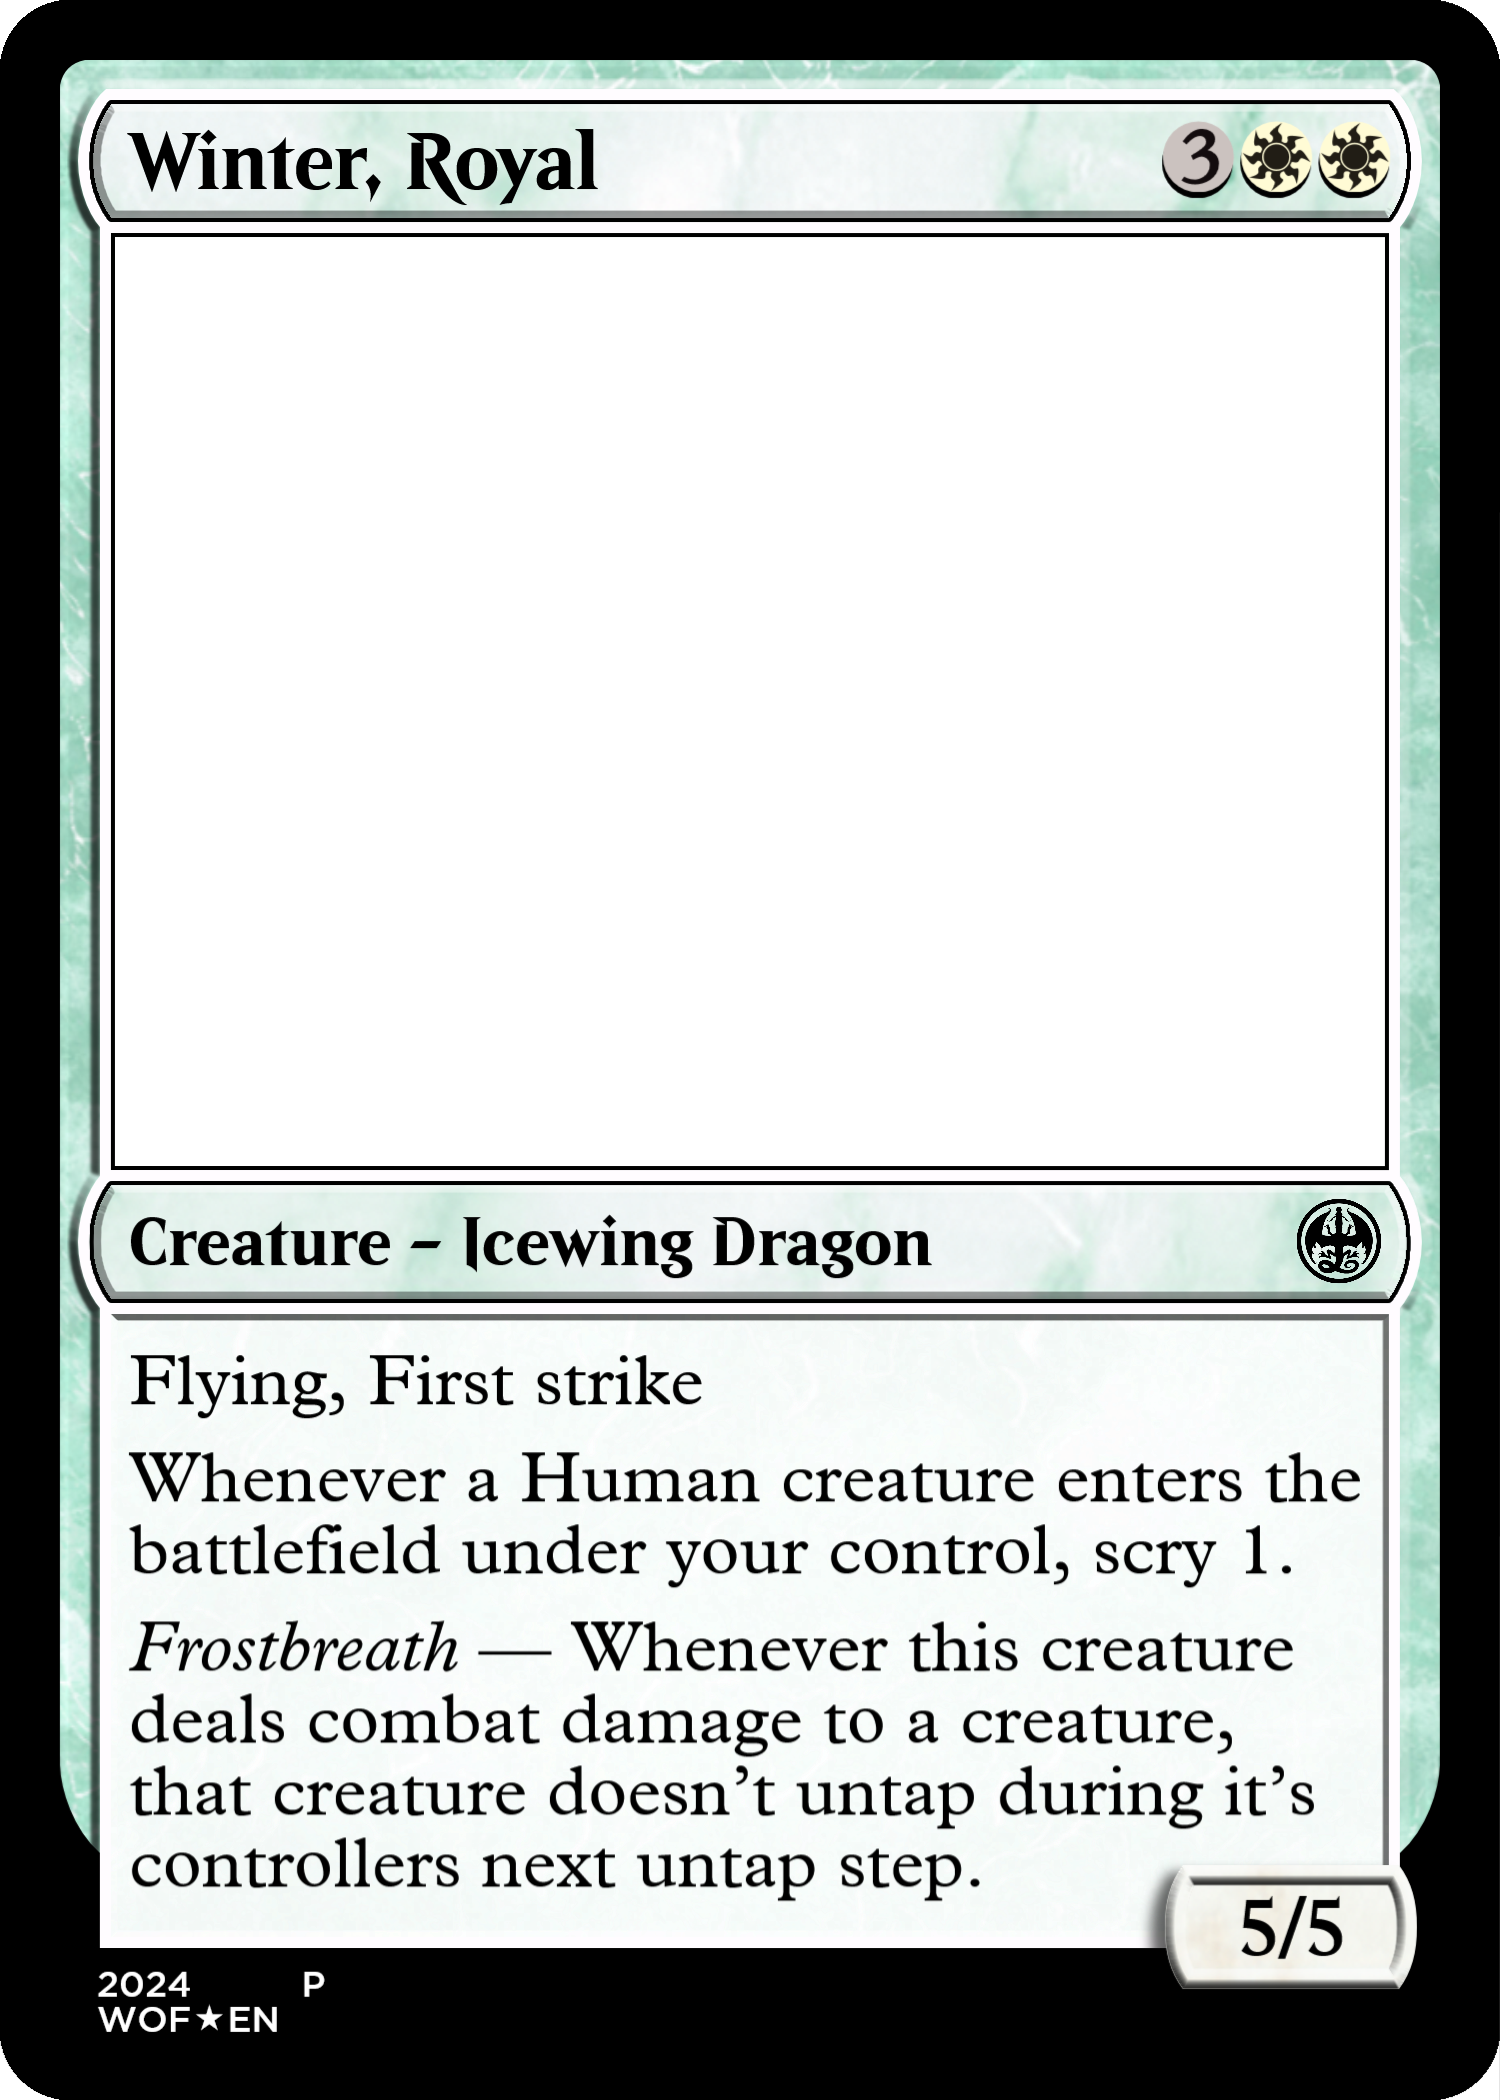 Winter, Royal 3
Creature – Icewing Dragon
Flying, First strike
Whenever a Human creature enters the
battlefield under your control, scry 1.
Frostbreath — Whenever this creature
deals combat damage to a creature,
that creature doesn’t untap during it’s
controllers next untap step.
5/5
2024 P
WOF★EN